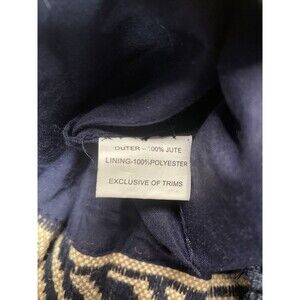 OUTER – 100% JUTE
LINING-100%POLYESTER
EXCLUSIVE OF TRIMS